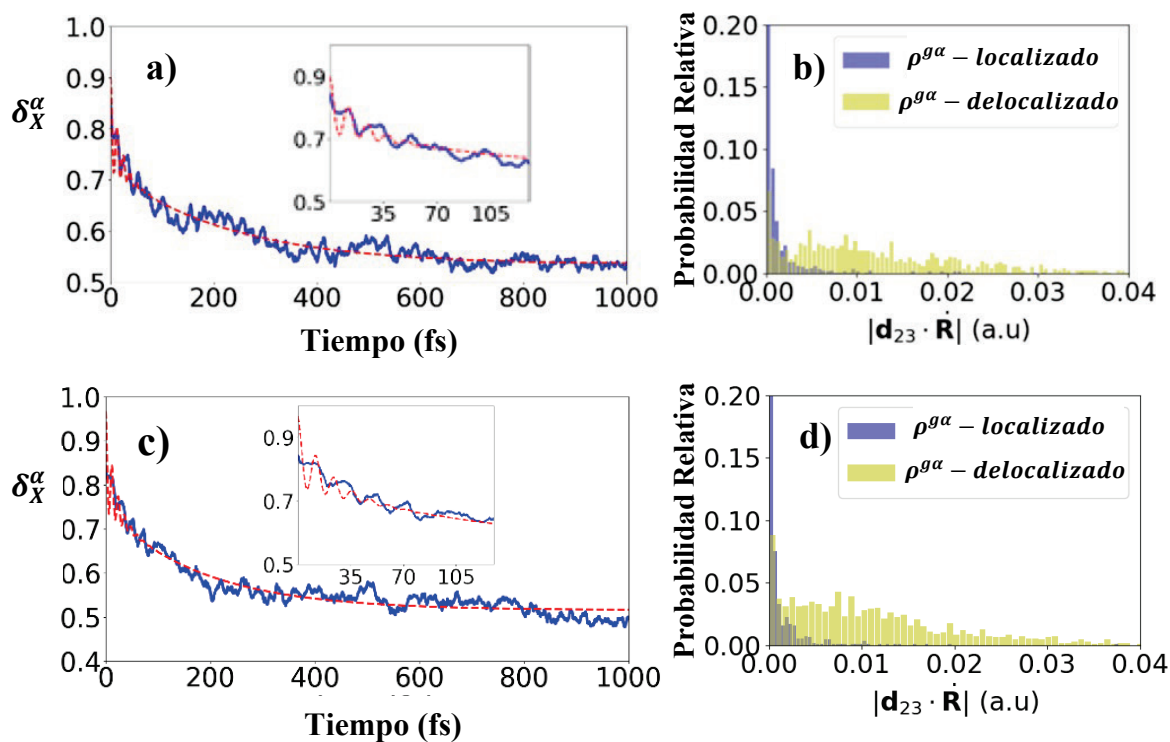 a)
δ_X^α
1.0
0.9
0.8
0.7
0.6
0.5
0 200 400 600 800 1000
Tiempo (fs)
0.9
0.7
0.5
35 70 105
b)
Probabilidad Relativa
0.20
0.15
0.10
0.05
0.00
0.00 0.01 0.02 0.03 0.04
|d₂₃ · Ṙ| (a.u)
ρ^{gα} − localizado
ρ^{gα} − delocalizado
c)
δ_X^α
1.0
0.9
0.8
0.7
0.6
0.5
0.4
0 200 400 600 800 1000
Tiempo (fs)
0.9
0.7
0.5
35 70 105
d)
Probabilidad Relativa
0.20
0.15
0.10
0.05
0.00
0.00 0.01 0.02 0.03 0.04
|d₂₃ · Ṙ| (a.u)
ρ^{gα} − localizado
ρ^{gα} − delocalizado